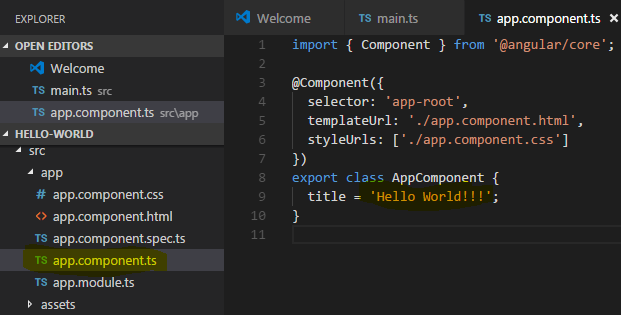 EXPLORER
OPEN EDITORS
Welcome
main.ts src
app.component.ts src\app
HELLO-WORLD
src
app
# app.component.css
<> app.component.html
TS app.component.spec.ts
TS app.component.ts
TS app.module.ts
assets
Welcome
TS main.ts
TS app.component.ts ×
1 import { Component } from '@angular/core';
2
3 @Component({
4   selector: 'app-root',
5   templateUrl: './app.component.html',
6   styleUrls: ['./app.component.css']
7 })
8 export class AppComponent {
9   title = 'Hello World!!!';
10 }
11